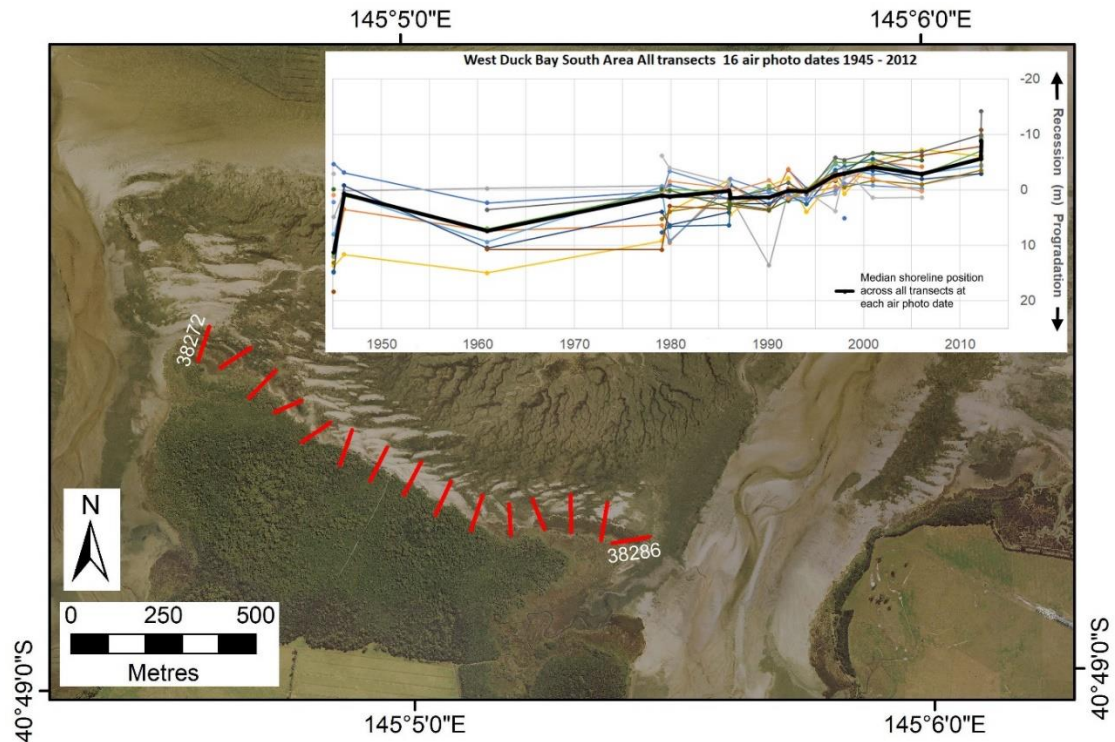 145°5'0"E
145°6'0"E
West Duck Bay South Area All transects 16 air photo dates 1945 - 2012
-20
-10
0
10
20
Recession (m) Progradation
Median shoreline position
across all transects at
each air photo date
1950
1960
1970
1980
1990
2000
2010
38272
38286
N
0
250
500
Metres
40°49'0"S
40°49'0"S
145°5'0"E
145°6'0"E